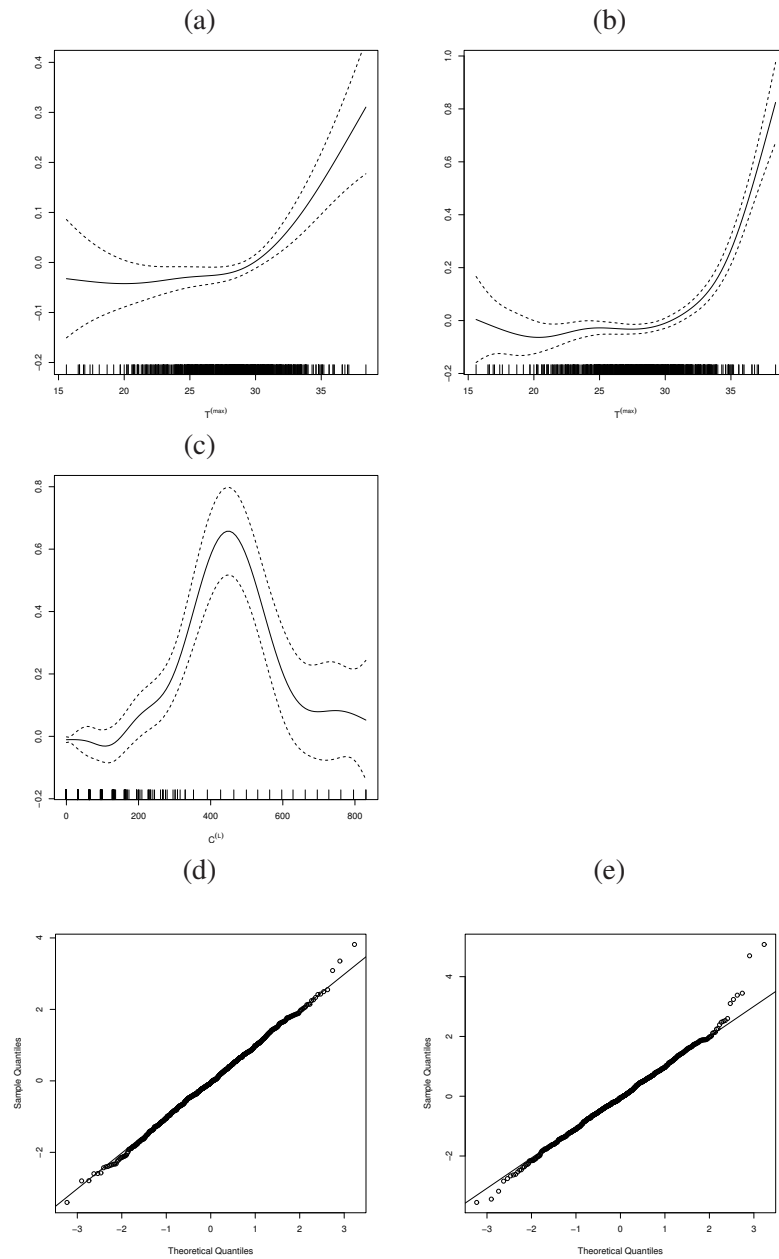 (a)
(b)
0.4
0.3
0.2
0.1
0.0
−0.1
−0.2
15 20 25 30 35
T(max)
1.0
0.8
0.6
0.4
0.2
0.0
−0.2
15 20 25 30 35
T(max)
(c)
0.8
0.6
0.4
0.2
0.0
−0.2
0 200 400 600 800
C(L)
(d)
(e)
4
2
0
−2
Sample Quantiles
−3 −2 −1 0 1 2 3
Theoretical Quantiles
4
2
0
−2
Sample Quantiles
−3 −2 −1 0 1 2 3
Theoretical Quantiles